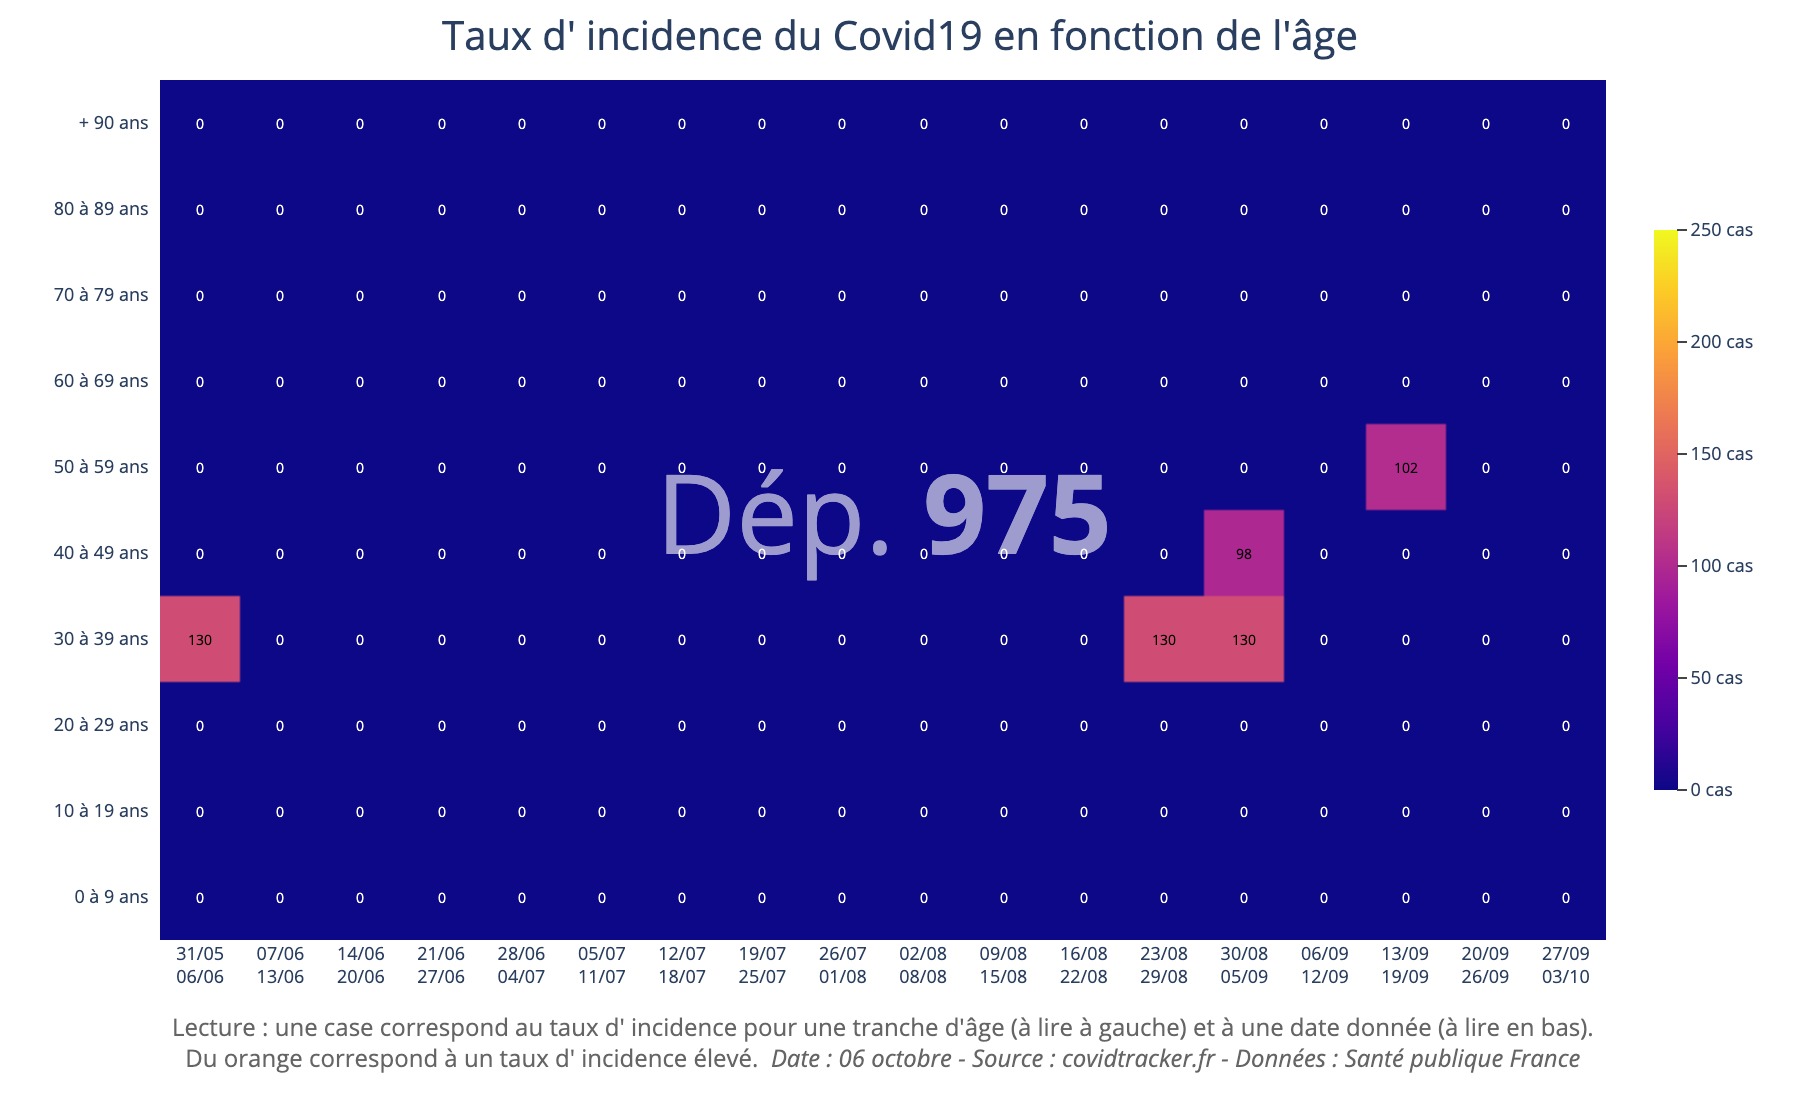 Taux d' incidence du Covid19 en fonction de l'âge
+ 90 ans 0 0 0 0 0 0 0 0 0 0 0 0 0 0 0 0 0 0
250 cas
80 à 89 ans 0 0 0 0 0 0 0 0 0 0 0 0 0 0 0 0 0 0
70 à 79 ans 0 0 0 0 0 0 0 0 0 0 0 0 0 0 0 0 0 0
200 cas
60 à 69 ans 0 0 0 0 0 0 0 0 0 0 0 0 0 0 0 0 0 0
150 cas
50 à 59 ans 0 0 0 0 0 0 0 0 0 0 0 0 0 0 0 102 0 0
Dép. 975
40 à 49 ans 0 0 0 0 0 0 0 0 0 0 0 0 0 98 0 0 0 0
100 cas
30 à 39 ans 130 0 0 0 0 0 0 0 0 0 0 0 130 130 0 0 0 0
50 cas
20 à 29 ans 0 0 0 0 0 0 0 0 0 0 0 0 0 0 0 0 0 0
0 cas
10 à 19 ans 0 0 0 0 0 0 0 0 0 0 0 0 0 0 0 0 0 0
0 à 9 ans 0 0 0 0 0 0 0 0 0 0 0 0 0 0 0 0 0 0
31/05 07/06 14/06 21/06 28/06 05/07 12/07 19/07 26/07 02/08 09/08 16/08 23/08 30/08 06/09 13/09 20/09 27/09
06/06 13/06 20/06 27/06 04/07 11/07 18/07 25/07 01/08 08/08 15/08 22/08 29/08 05/09 12/09 19/09 26/09 03/10
Lecture : une case correspond au taux d' incidence pour une tranche d'âge (à lire à gauche) et à une date donnée (à lire en bas).
Du orange correspond à un taux d' incidence élevé. Date : 06 octobre - Source : covidtracker.fr - Données : Santé publique France